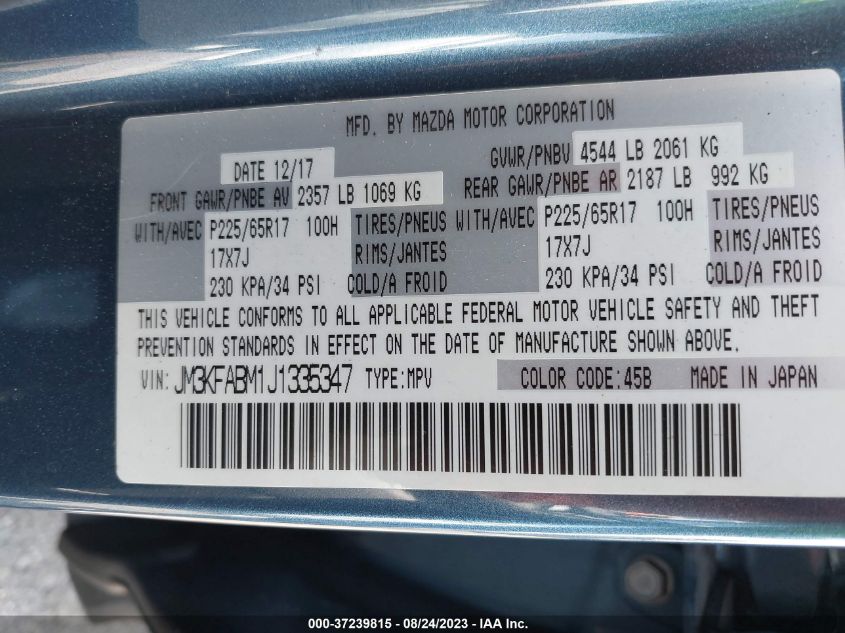 MFD. BY MAZDA MOTOR CORPORATION
DATE 12/17 GVWR/PNBV 4544 LB 2061 KG
FRONT GAWR/PNBE AV 2357 LB 1069 KG REAR GAWR/PNBE AR 2187 LB 992 KG
WITH/AVEC P225/65R17 100H TIRES/PNEUS WITH/AVEC P225/65R17 100H TIRES/PNEUS
17X7J RIMS/JANTES 17X7J RIMS/JANTES
230 KPA/34 PSI COLD/A FROID 230 KPA/34 PSI COLD/A FROID
THIS VEHICLE CONFORMS TO ALL APPLICABLE FEDERAL MOTOR VEHICLE SAFETY AND THEFT
PREVENTION STANDARDS IN EFFECT ON THE DATE OF MANUFACTURE SHOWN ABOVE.
VIN: JM3KFABM1J1335347 TYPE:MPV COLOR CODE:45B MADE IN JAPAN
000-37239815 - 08/24/2023 - IAA Inc.